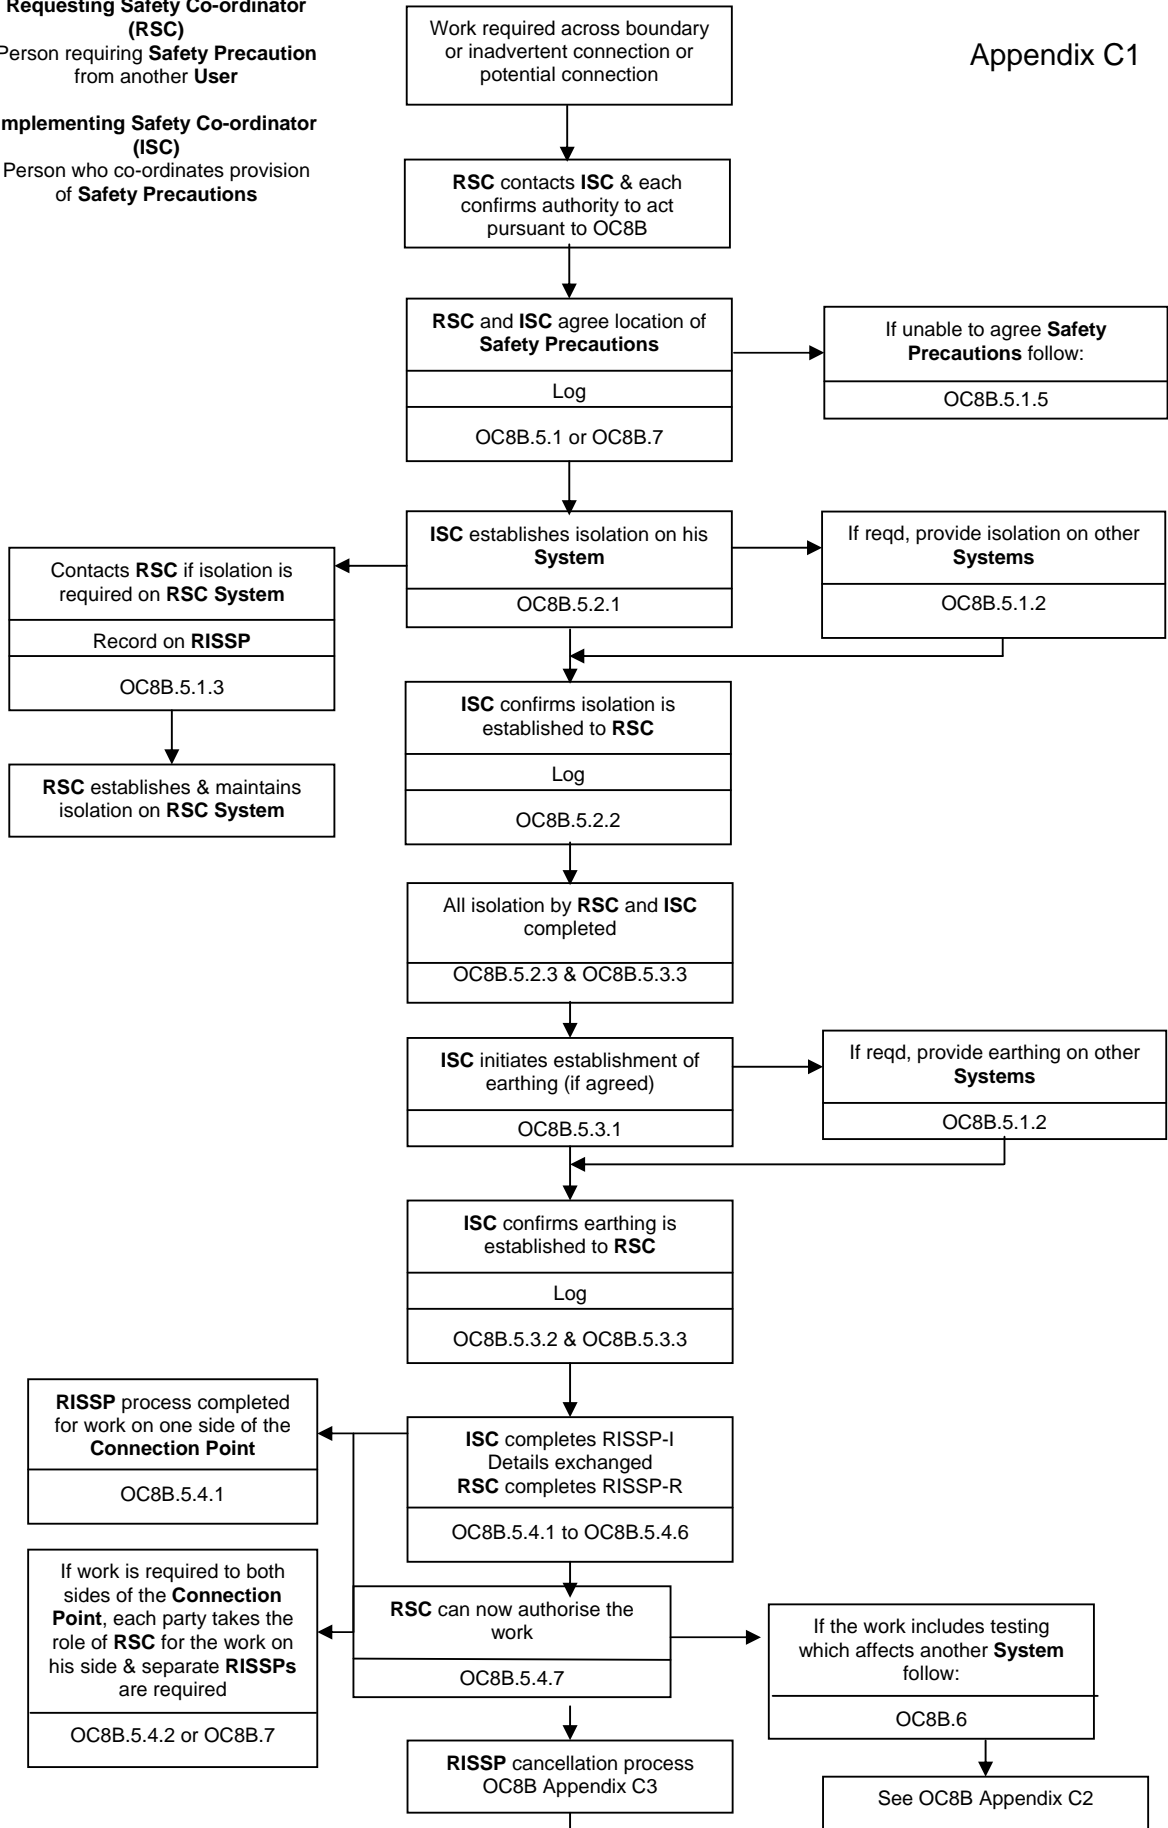 Requesting Safety Co-ordinator
(RSC)
Person requiring Safety Precaution
from another User
Implementing Safety Co-ordinator
(ISC)
Person who co-ordinates provision
of Safety Precautions
Appendix C1
Work required across boundary
or inadvertent connection or
potential connection
RSC contacts ISC & each
confirms authority to act
pursuant to OC8B
RSC and ISC agree location of
Safety Precautions
Log
OC8B.5.1 or OC8B.7
If unable to agree Safety
Precautions follow:
OC8B.5.1.5
ISC establishes isolation on his
System
OC8B.5.2.1
If reqd, provide isolation on other
Systems
OC8B.5.1.2
Contacts RSC if isolation is
required on RSC System
Record on RISSP
OC8B.5.1.3
RSC establishes & maintains
isolation on RSC System
ISC confirms isolation is
established to RSC
Log
OC8B.5.2.2
All isolation by RSC and ISC
completed
OC8B.5.2.3 & OC8B.5.3.3
ISC initiates establishment of
earthing (if agreed)
OC8B.5.3.1
If reqd, provide earthing on other
Systems
OC8B.5.1.2
ISC confirms earthing is
established to RSC
Log
OC8B.5.3.2 & OC8B.5.3.3
RISSP process completed
for work on one side of the
Connection Point
OC8B.5.4.1
ISC completes RISSP-I
Details exchanged
RSC completes RISSP-R
OC8B.5.4.1 to OC8B.5.4.6
If work is required to both
sides of the Connection
Point, each party takes the
role of RSC for the work on
his side & separate RISSPs
are required
OC8B.5.4.2 or OC8B.7
RSC can now authorise the
work
OC8B.5.4.7
If the work includes testing
which affects another System
follow:
OC8B.6
RISSP cancellation process
OC8B Appendix C3
See OC8B Appendix C2